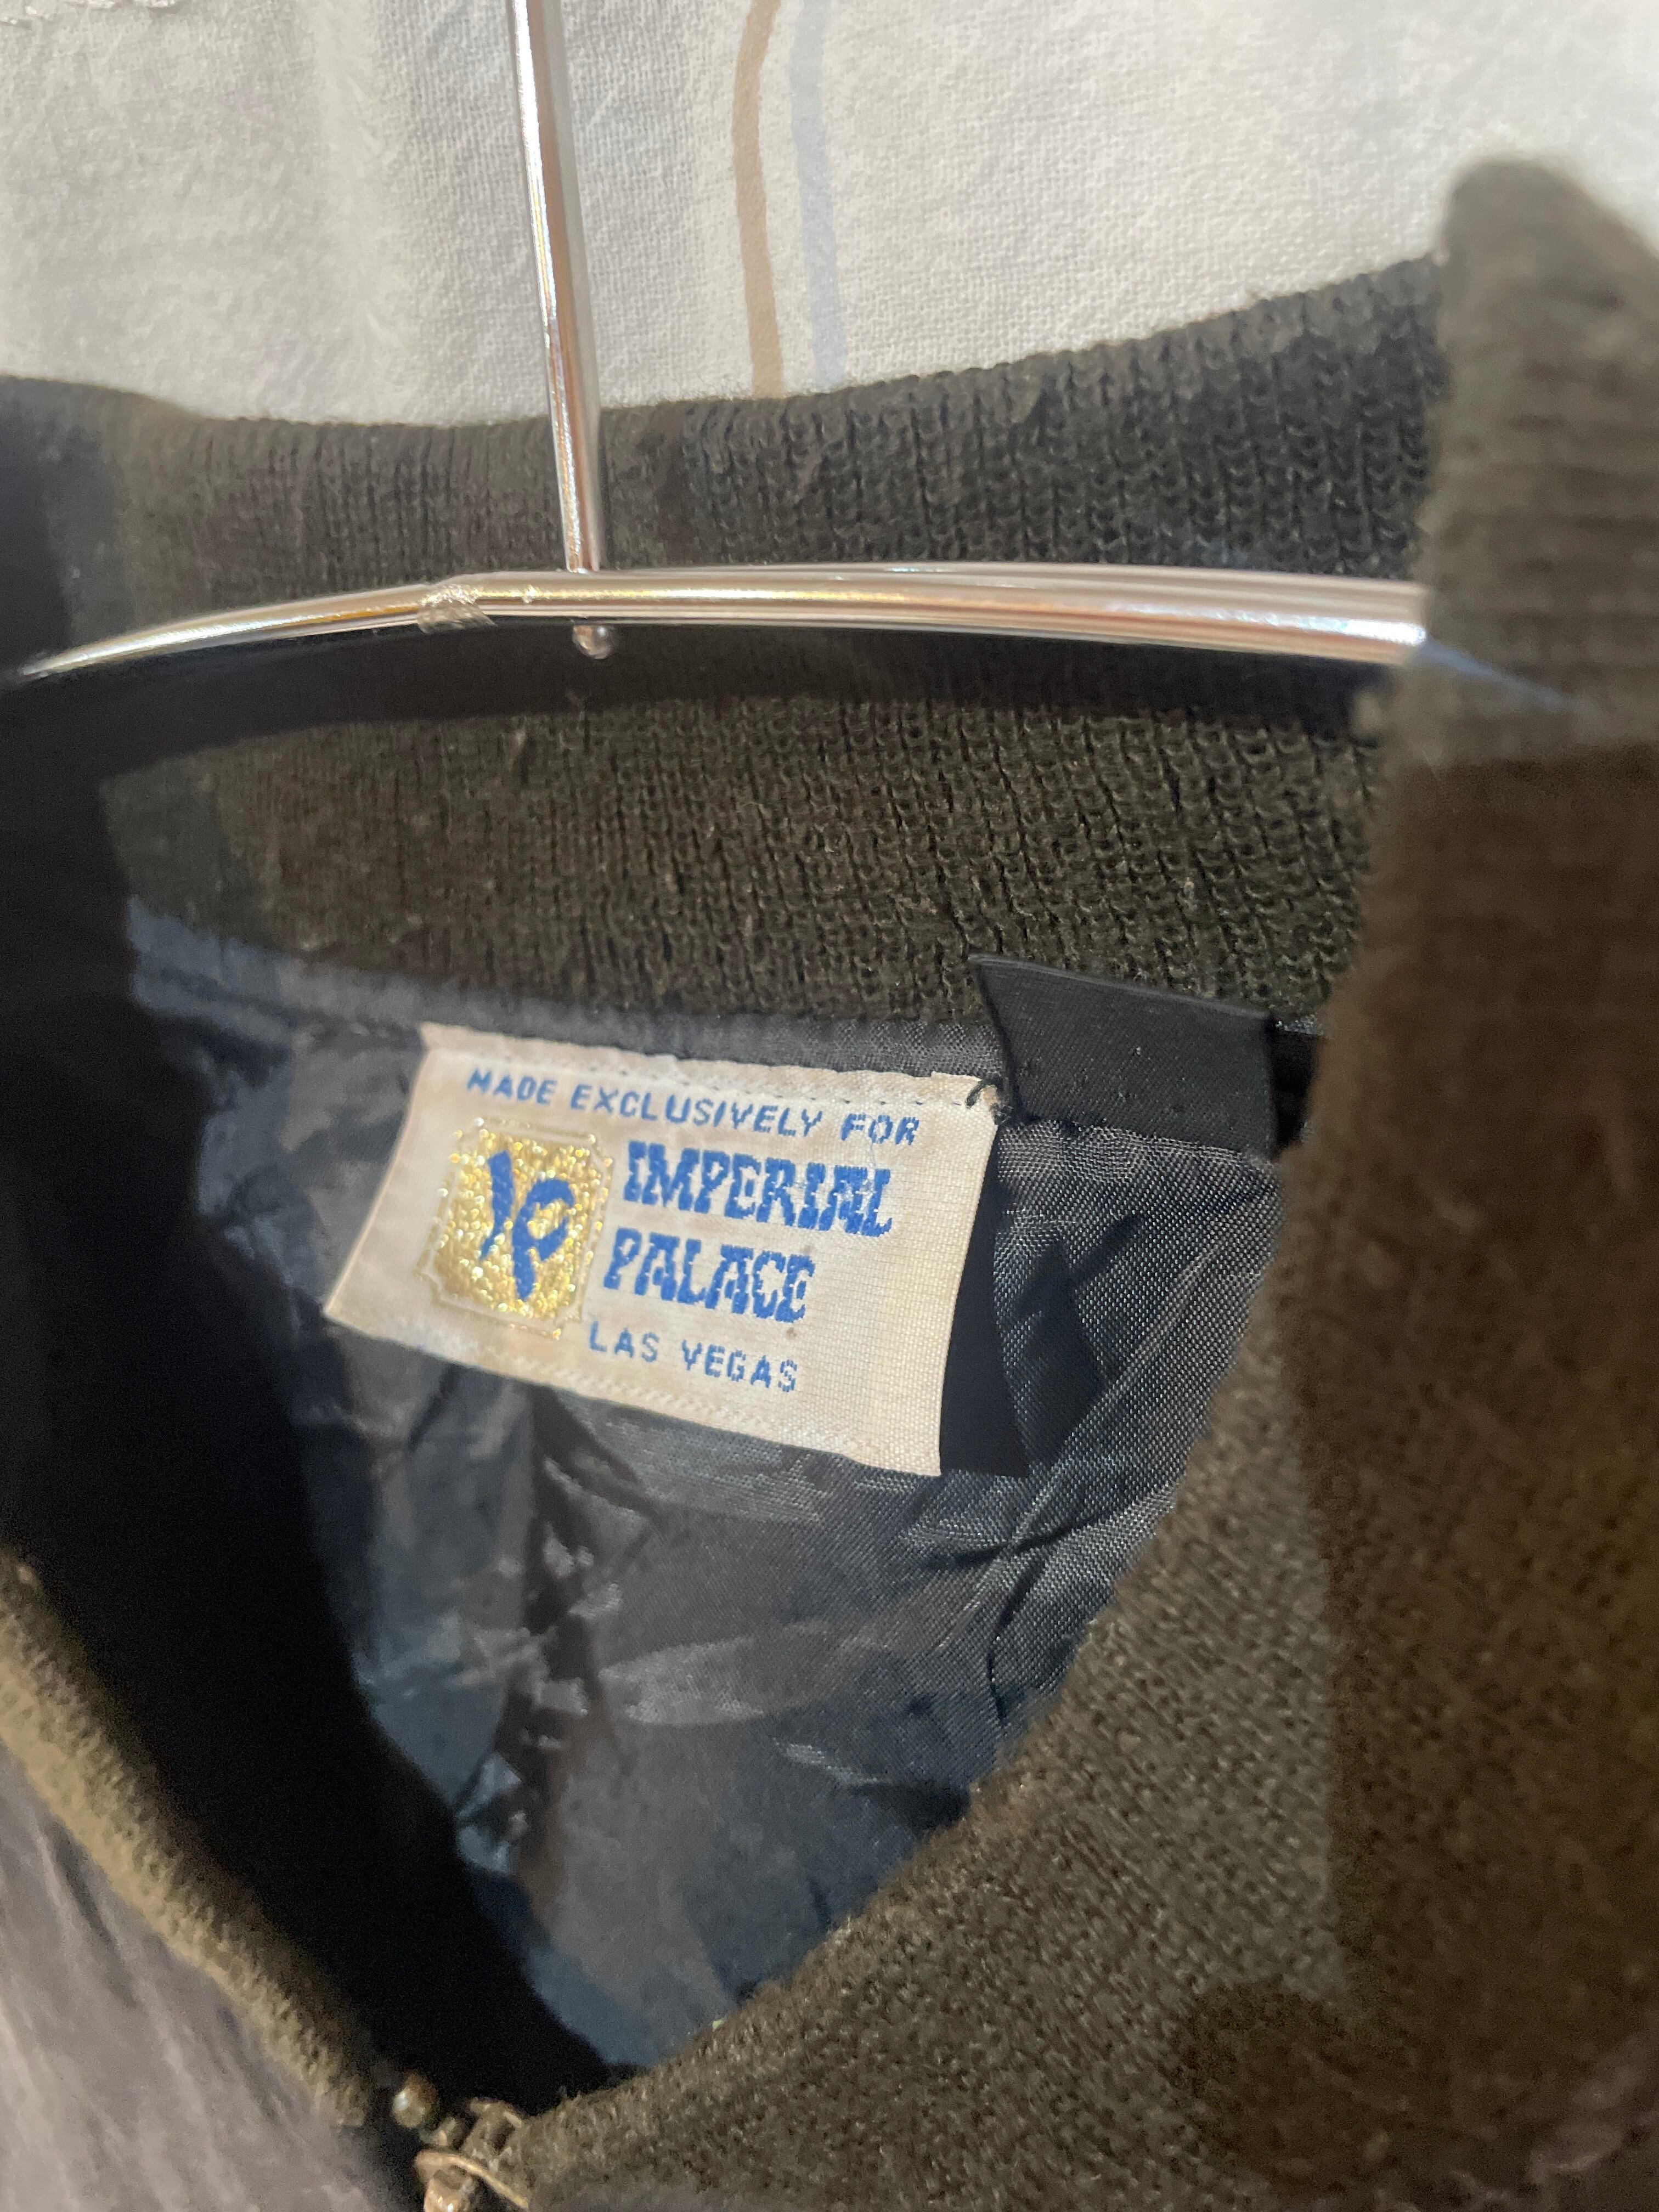 MADE EXCLUSIVELY FOR
IP
IMPERIAL
PALACE
LAS VEGAS